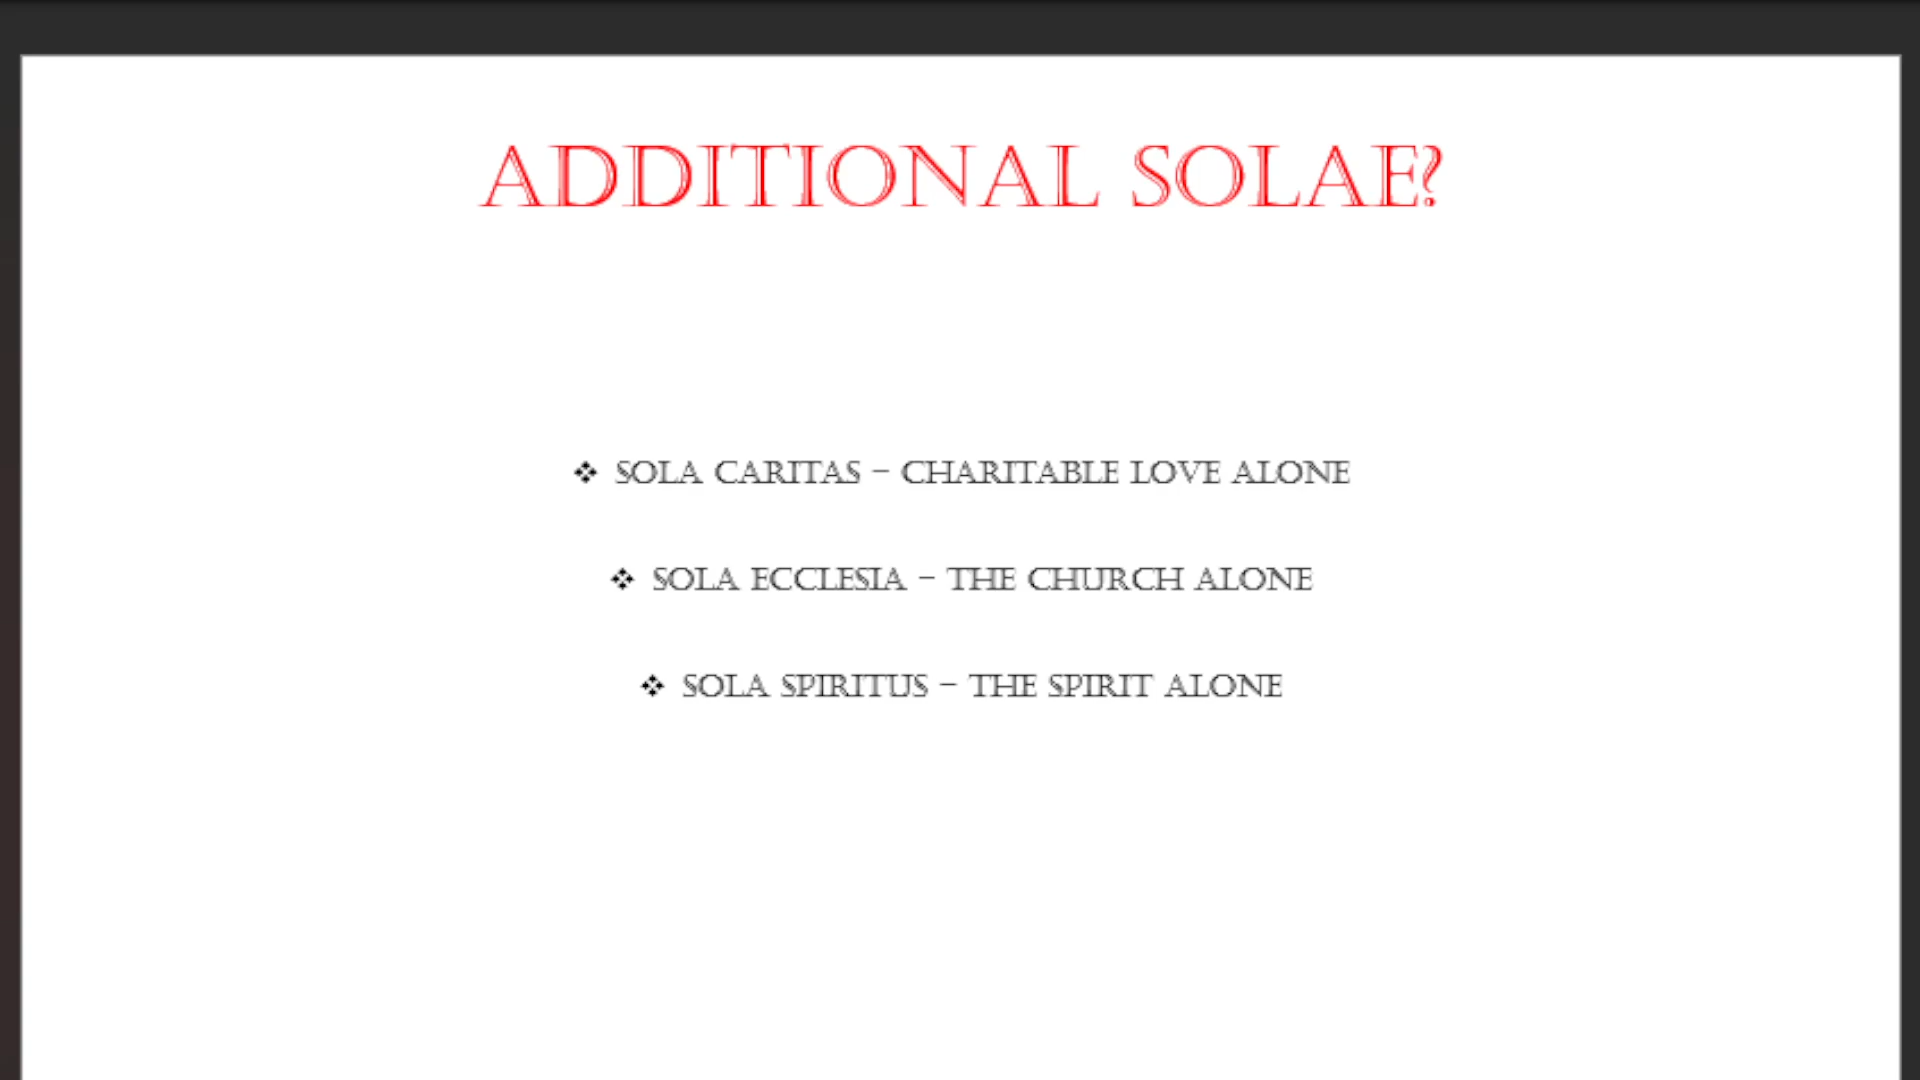 ADDITIONAL SOLAE?
❖ SOLA CARITAS – CHARITABLE LOVE ALONE
❖ SOLA ECCLESIA – THE CHURCH ALONE
❖ SOLA SPIRITUS – THE SPIRIT ALONE